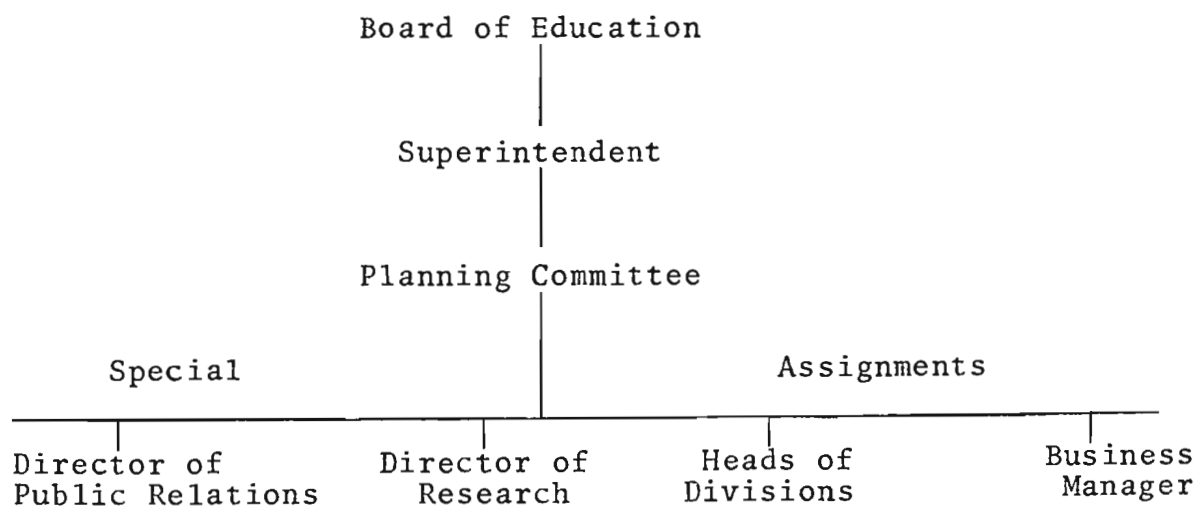 Board of Education
Superintendent
Planning Committee
Special Assignments
Director of Public Relations
Director of Research
Heads of Divisions
Business Manager